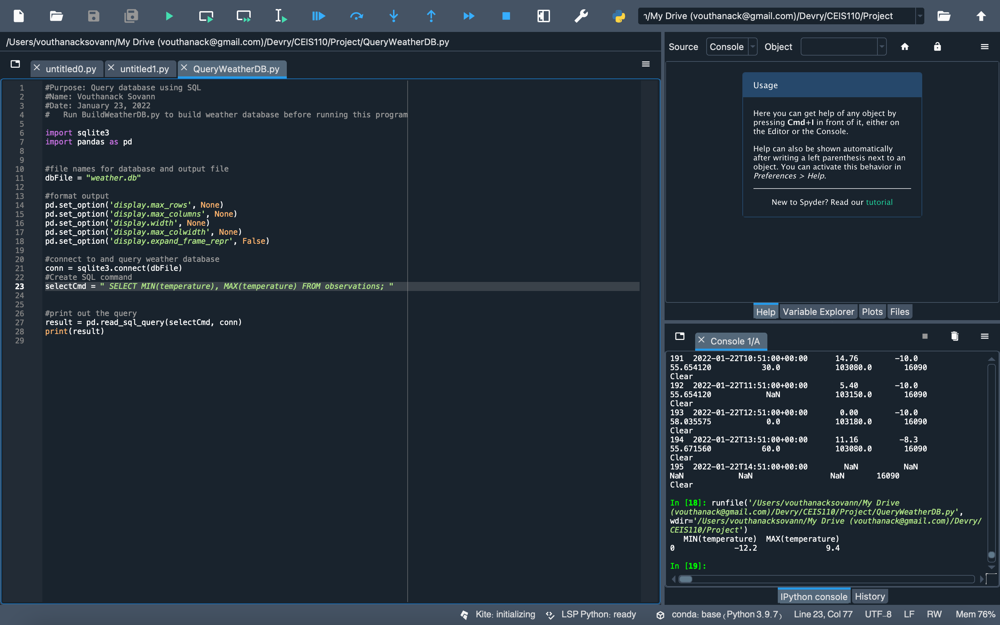 ı/My Drive (vouthanack@gmail.com)/Devry/CEIS110/Project
/Users/vouthanacksovann/My Drive (vouthanack@gmail.com)/Devry/CEIS110/Project/QueryWeatherDB.py
untitled0.py
untitled1.py
QueryWeatherDB.py
1 #Purpose: Query database using SQL
2 #Name: Vouthanack Sovann
3 #Date: January 23, 2022
4 #   Run BuildWeatherDB.py to build weather database before running this program
5
6 import sqlite3
7 import pandas as pd
8
9
10 #file names for database and output file
11 dbFile = "weather.db"
12
13 #format output
14 pd.set_option('display.max_rows', None)
15 pd.set_option('display.max_columns', None)
16 pd.set_option('display.width', None)
17 pd.set_option('display.max_colwidth', None)
18 pd.set_option('display.expand_frame_repr', False)
19
20 #connect to and query weather database
21 conn = sqlite3.connect(dbFile)
22 #Create SQL command
23 selectCmd = " SELECT MIN(temperature), MAX(temperature) FROM observations; "
24
25
26 #print out the query
27 result = pd.read_sql_query(selectCmd, conn)
28 print(result)
29
Source Console Object
Usage
Here you can get help of any object by
pressing Cmd+I in front of it, either on
the Editor or the Console.
Help can also be shown automatically
after writing a left parenthesis next to an
object. You can activate this behavior in
Preferences > Help.
New to Spyder? Read our tutorial
Help Variable Explorer Plots Files
Console 1/A
191  2022-01-22T10:51:00+00:00      14.76        -10.0
55.654120           30.0            103080.0       16090
Clear
192  2022-01-22T11:51:00+00:00       5.40        -10.0
55.654120            NaN            103150.0       16090
Clear
193  2022-01-22T12:51:00+00:00       0.00        -10.0
58.035575            0.0            103180.0       16090
Clear
194  2022-01-22T13:51:00+00:00      11.16         -8.3
55.671560           60.0            103080.0       16090
Clear
195  2022-01-22T14:51:00+00:00        NaN          NaN
NaN            NaN                 NaN       16090
Clear
In [18]: runfile('/Users/vouthanacksovann/My Drive
(vouthanack@gmail.com)/Devry/CEIS110/Project/QueryWeatherDB.py',
wdir='/Users/vouthanacksovann/My Drive (vouthanack@gmail.com)/Devry/
CEIS110/Project')
   MIN(temperature)  MAX(temperature)
0             -12.2               9.4
In [19]:
IPython console History
Kite: initializing LSP Python: ready conda: base (Python 3.9.7) Line 23, Col 77 UTF-8 LF RW Mem 76%